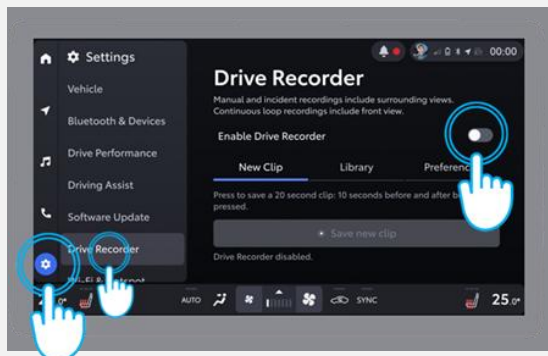 Settings
00:00
Vehicle
Bluetooth & Devices
Drive Performance
Driving Assist
Software Update
Drive Recorder
Drive Recorder
Manual and incident recordings include surrounding views.
Continuous loop recordings include front view.
Enable Drive Recorder
New Clip Library
Press to save a 20 second clip: 10 seconds before and after
pressed.
Save new clip
Drive Recorder disabled.
AUTO SYNC 25.0°